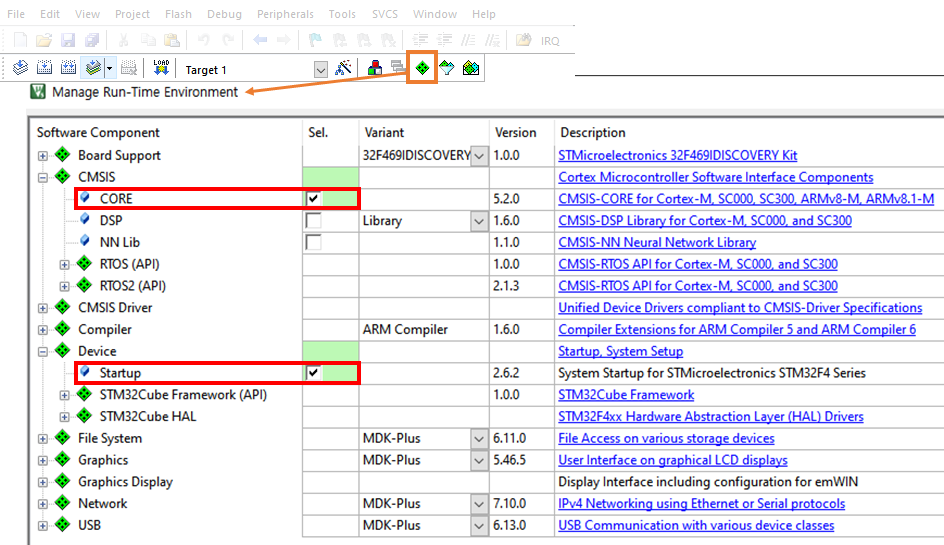 File Edit View Project Flash Debug Peripherals Tools SVCS Window Help
IRQ
LOAD Target 1
Manage Run-Time Environment
Software Component Sel. Variant Version Description
Board Support 32F469IDISCOVERY 1.0.0 STMicroelectronics 32F469IDISCOVERY Kit
CMSIS Cortex Microcontroller Software Interface Components
CORE 5.2.0 CMSIS-CORE for Cortex-M, SC000, SC300, ARMv8-M, ARMv8.1-M
DSP Library 1.6.0 CMSIS-DSP Library for Cortex-M, SC000, and SC300
NN Lib 1.1.0 CMSIS-NN Neural Network Library
RTOS (API) 1.0.0 CMSIS-RTOS API for Cortex-M, SC000, and SC300
RTOS2 (API) 2.1.3 CMSIS-RTOS API for Cortex-M, SC000, and SC300
CMSIS Driver Unified Device Drivers compliant to CMSIS-Driver Specifications
Compiler ARM Compiler 1.6.0 Compiler Extensions for ARM Compiler 5 and ARM Compiler 6
Device Startup, System Setup
Startup 2.6.2 System Startup for STMicroelectronics STM32F4 Series
STM32Cube Framework (API) 1.0.0 STM32Cube Framework
STM32Cube HAL STM32F4xx Hardware Abstraction Layer (HAL) Drivers
File System MDK-Plus 6.11.0 File Access on various storage devices
Graphics MDK-Plus 5.46.5 User Interface on graphical LCD displays
Graphics Display Display Interface including configuration for emWIN
Network MDK-Plus 7.10.0 IPv4 Networking using Ethernet or Serial protocols
USB MDK-Plus 6.13.0 USB Communication with various device classes